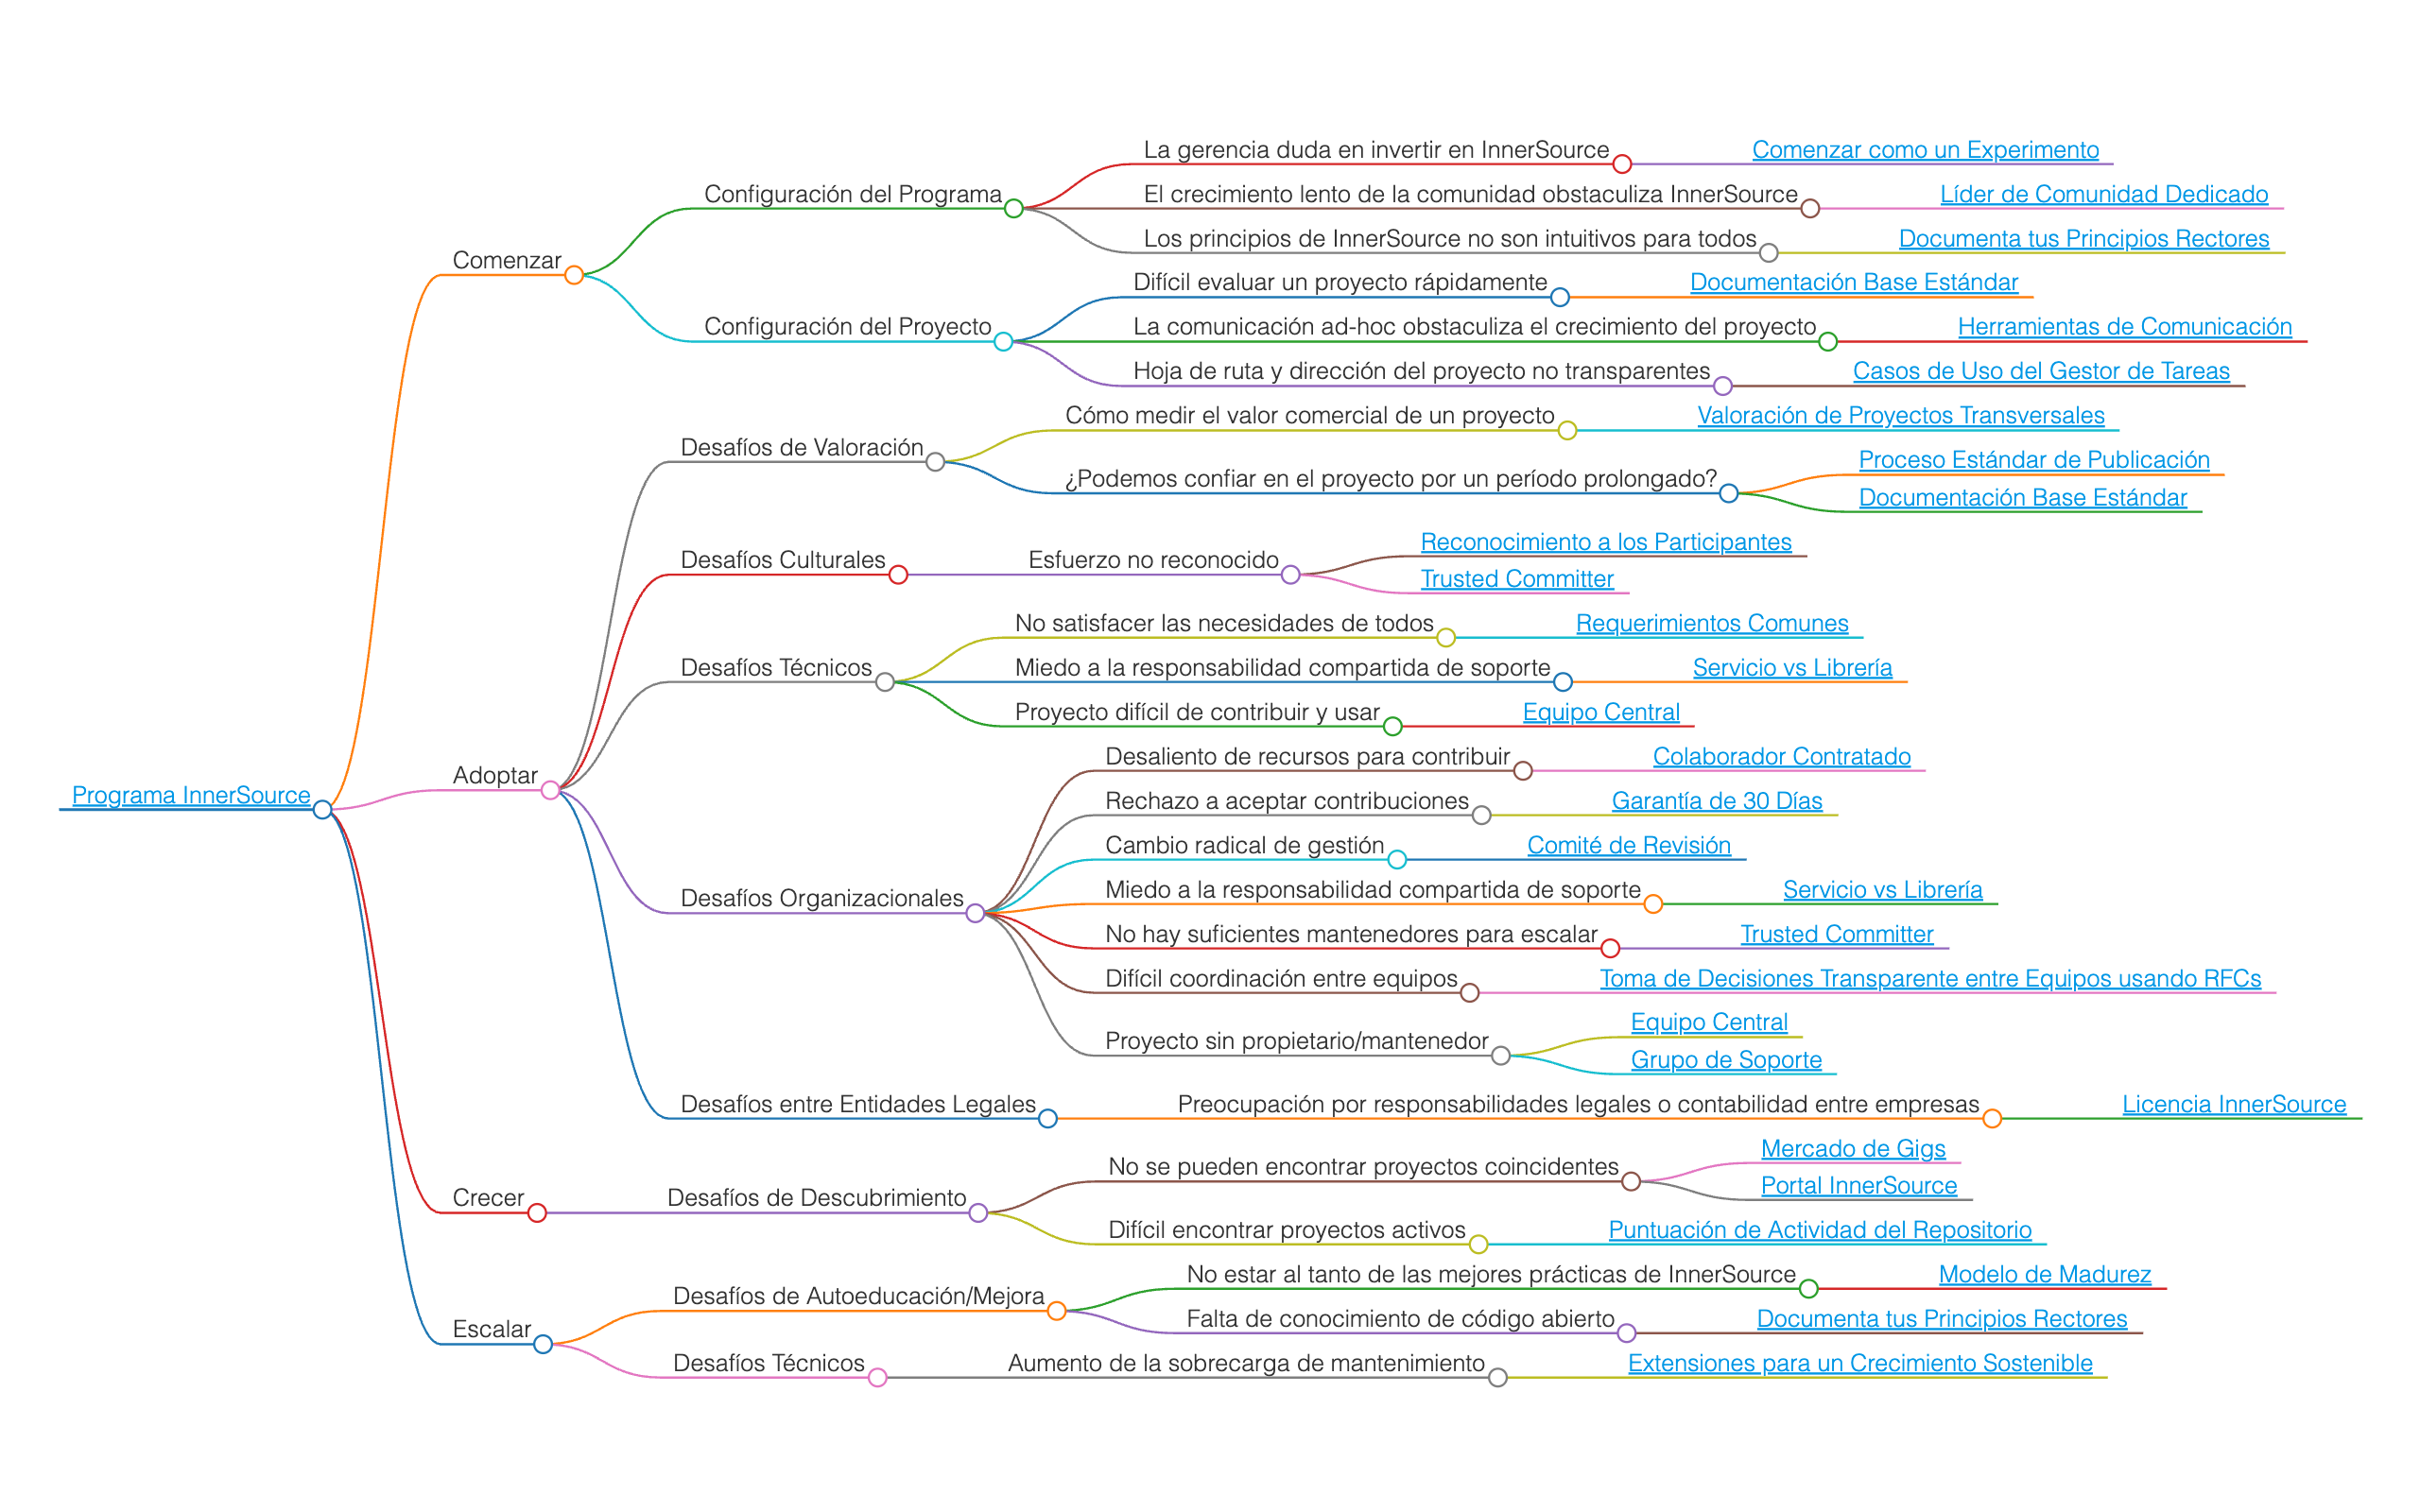 Programa InnerSource
Comenzar
Configuración del Programa
La gerencia duda en invertir en InnerSource
Comenzar como un Experimento
El crecimiento lento de la comunidad obstaculiza InnerSource
Líder de Comunidad Dedicado
Los principios de InnerSource no son intuitivos para todos
Documenta tus Principios Rectores
Configuración del Proyecto
Difícil evaluar un proyecto rápidamente
Documentación Base Estándar
La comunicación ad-hoc obstaculiza el crecimiento del proyecto
Herramientas de Comunicación
Hoja de ruta y dirección del proyecto no transparentes
Casos de Uso del Gestor de Tareas
Adoptar
Desafíos de Valoración
Cómo medir el valor comercial de un proyecto
Valoración de Proyectos Transversales
¿Podemos confiar en el proyecto por un período prolongado?
Proceso Estándar de Publicación
Documentación Base Estándar
Desafíos Culturales
Esfuerzo no reconocido
Reconocimiento a los Participantes
Trusted Committer
Desafíos Técnicos
No satisfacer las necesidades de todos
Requerimientos Comunes
Miedo a la responsabilidad compartida de soporte
Servicio vs Librería
Proyecto difícil de contribuir y usar
Equipo Central
Desafíos Organizacionales
Desaliento de recursos para contribuir
Colaborador Contratado
Rechazo a aceptar contribuciones
Garantía de 30 Días
Cambio radical de gestión
Comité de Revisión
Miedo a la responsabilidad compartida de soporte
Servicio vs Librería
No hay suficientes mantenedores para escalar
Trusted Committer
Difícil coordinación entre equipos
Toma de Decisiones Transparente entre Equipos usando RFCs
Proyecto sin propietario/mantenedor
Equipo Central
Grupo de Soporte
Desafíos entre Entidades Legales
Preocupación por responsabilidades legales o contabilidad entre empresas
Licencia InnerSource
Crecer
Desafíos de Descubrimiento
No se pueden encontrar proyectos coincidentes
Mercado de Gigs
Portal InnerSource
Difícil encontrar proyectos activos
Puntuación de Actividad del Repositorio
Escalar
Desafíos de Autoeducación/Mejora
No estar al tanto de las mejores prácticas de InnerSource
Modelo de Madurez
Falta de conocimiento de código abierto
Documenta tus Principios Rectores
Desafíos Técnicos
Aumento de la sobrecarga de mantenimiento
Extensiones para un Crecimiento Sostenible